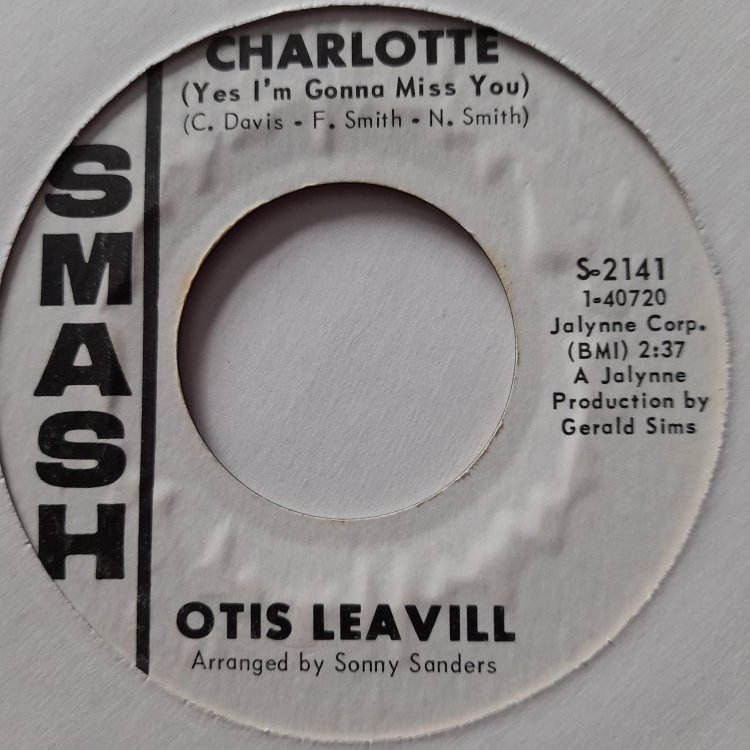 CHARLOTTE
(Yes I'm Gonna Miss You)
(C. Davis - F. Smith - N. Smith)
SMASH
S-2141
1-40720
Jalynne Corp.
(BMI) 2:37
A Jalynne
Production by
Gerald Sims
OTIS LEAVILL
Arranged by Sonny Sanders